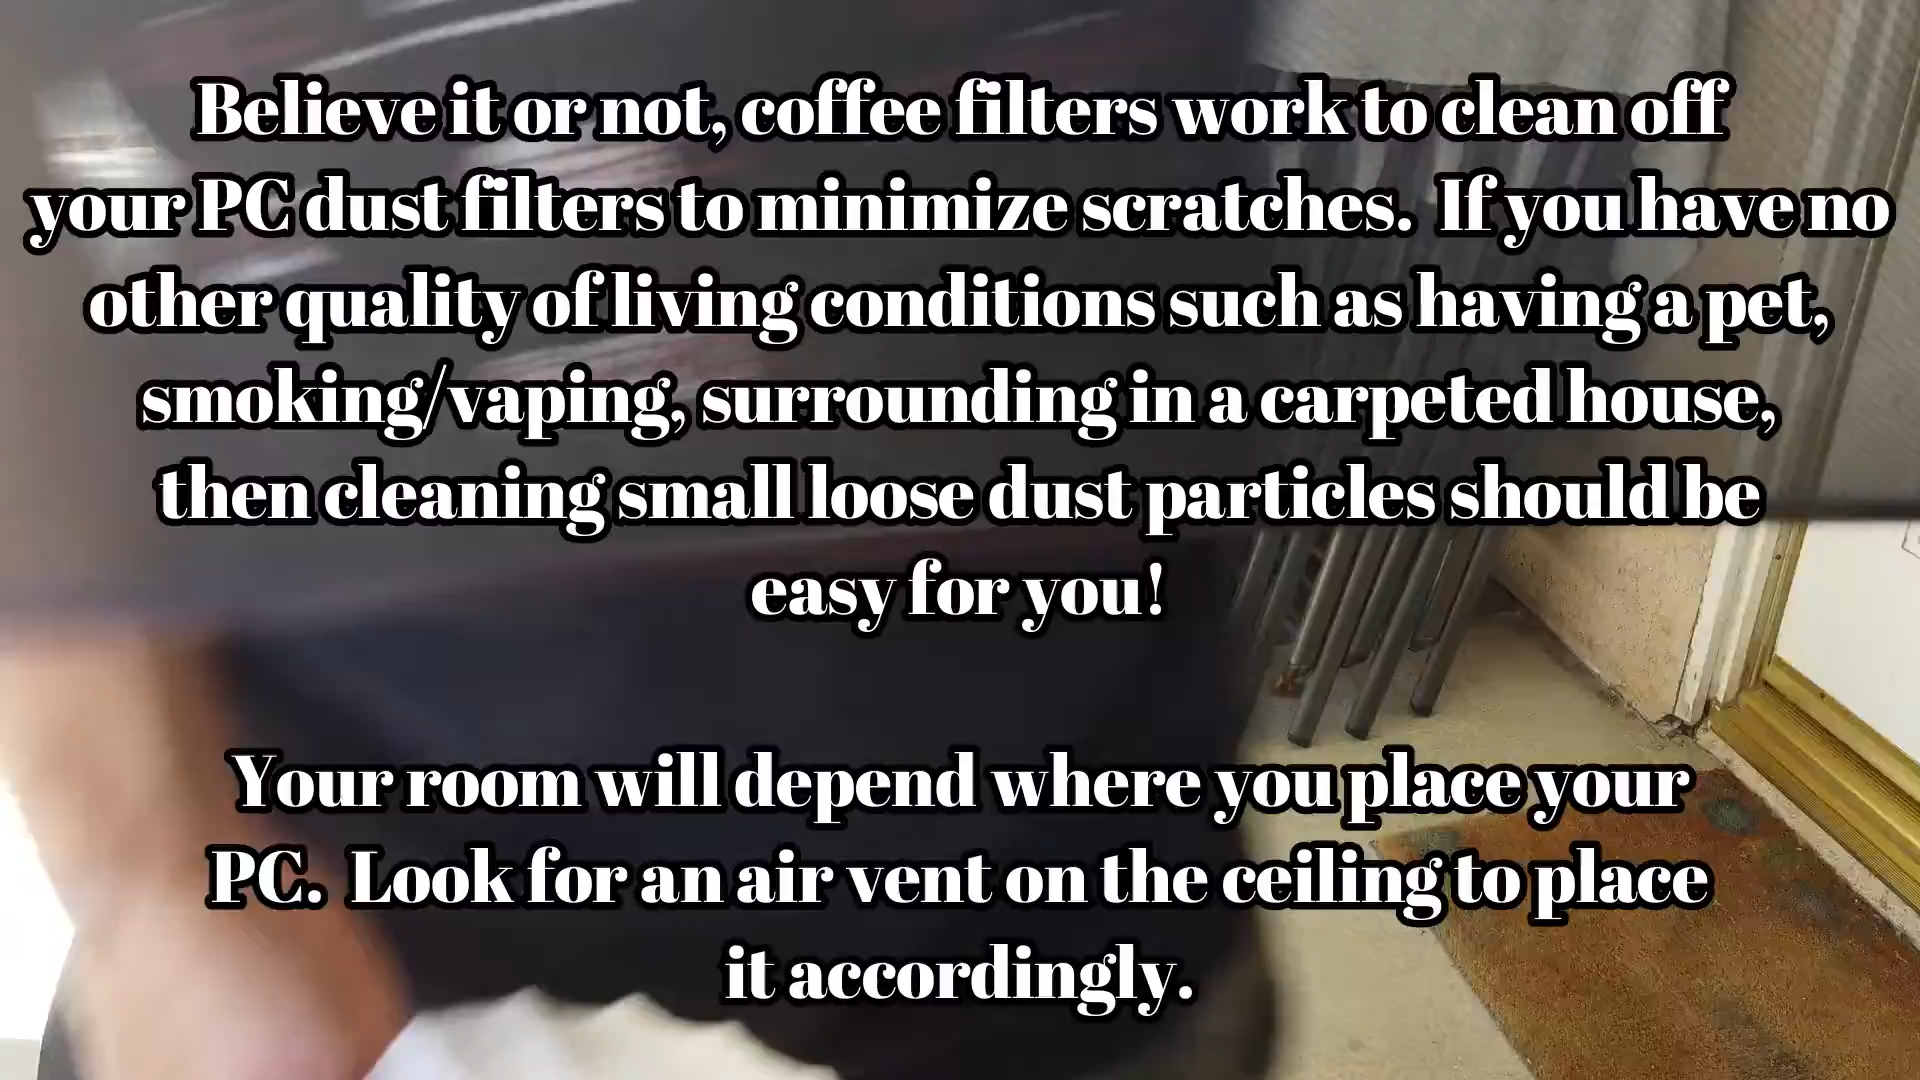 Believe it or not, coffee filters work to clean off
your PC dust filters to minimize scratches.  If you have no
other quality of living conditions such as having a pet,
smoking/vaping, surrounding in a carpeted house,
then cleaning small loose dust particles should be
easy for you!
Your room will depend where you place your
PC.  Look for an air vent on the ceiling to place
it accordingly.